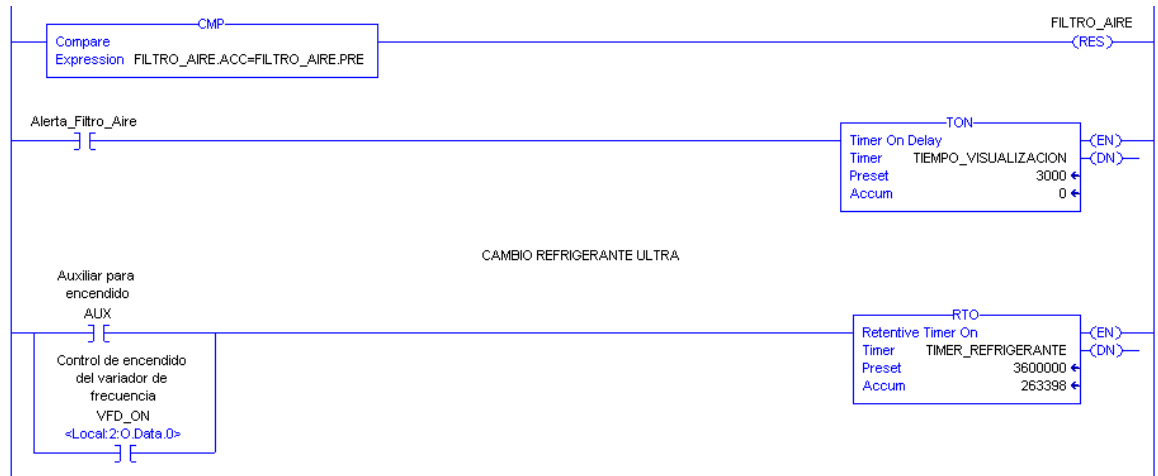 CMP
Compare
Expression FILTRO_AIRE.ACC=FILTRO_AIRE.PRE
FILTRO_AIRE
RES
Alerta_Filtro_Aire
TON
Timer On Delay
Timer TIEMPO_VISUALIZACION
Preset 3000
Accum 0
EN
DN
CAMBIO REFRIGERANTE ULTRA
Auxiliar para
encendido
AUX
Control de encendido
del variador de
frecuencia
VFD_ON
<Local:2:O.Data.0>
RTO
Retentive Timer On
Timer TIMER_REFRIGERANTE
Preset 3600000
Accum 263398
EN
DN